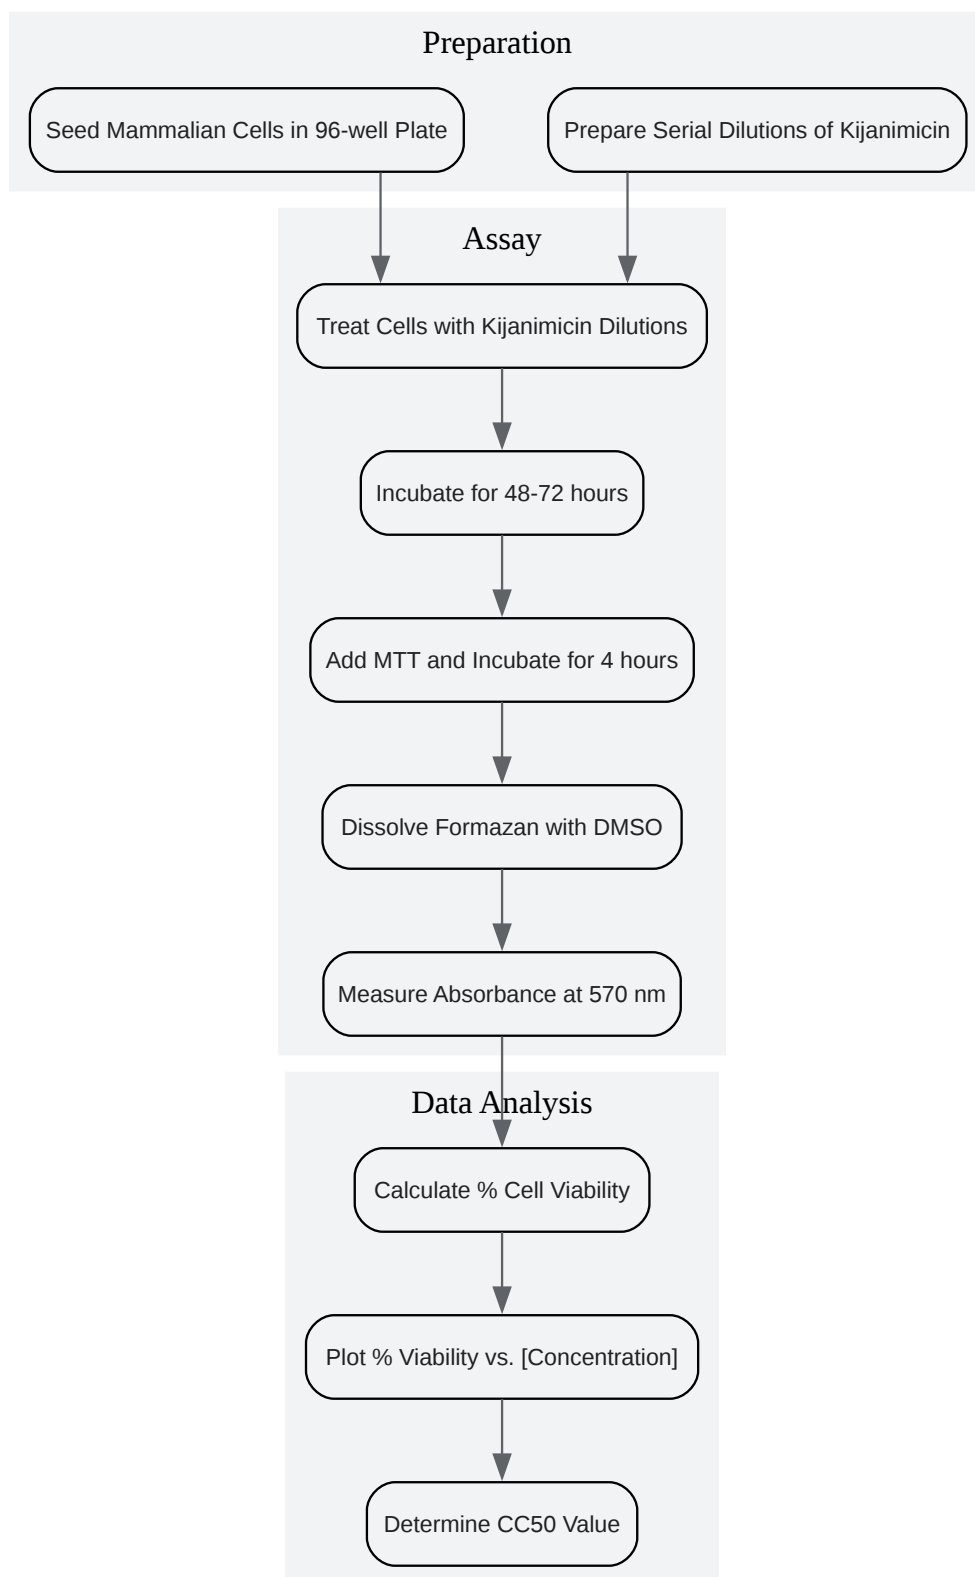 Preparation
Seed Mammalian Cells in 96-well Plate
Prepare Serial Dilutions of Kijanimicin
Assay
Treat Cells with Kijanimicin Dilutions
Incubate for 48-72 hours
Add MTT and Incubate for 4 hours
Dissolve Formazan with DMSO
Measure Absorbance at 570 nm
Data Analysis
Calculate % Cell Viability
Plot % Viability vs. [Concentration]
Determine CC50 Value